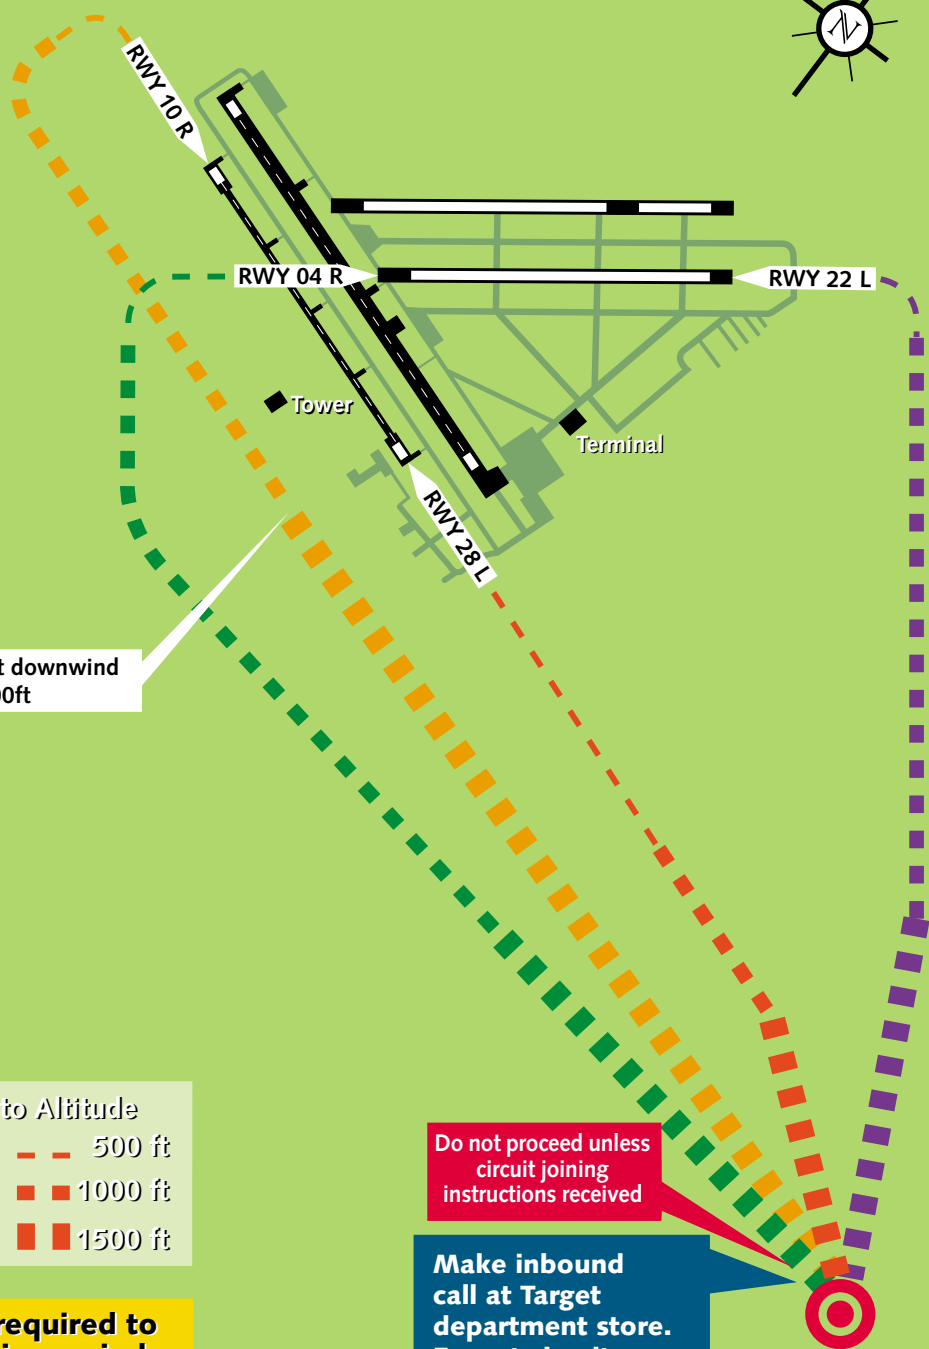 N
RWY 10 R
RWY 04 R
RWY 22 L
Tower
Terminal
RWY 28 L
t downwind
0ft
to Altitude
500 ft
1000 ft
1500 ft
Do not proceed unless
circuit joining
instructions received
Make inbound
call at Target
department store.
required to